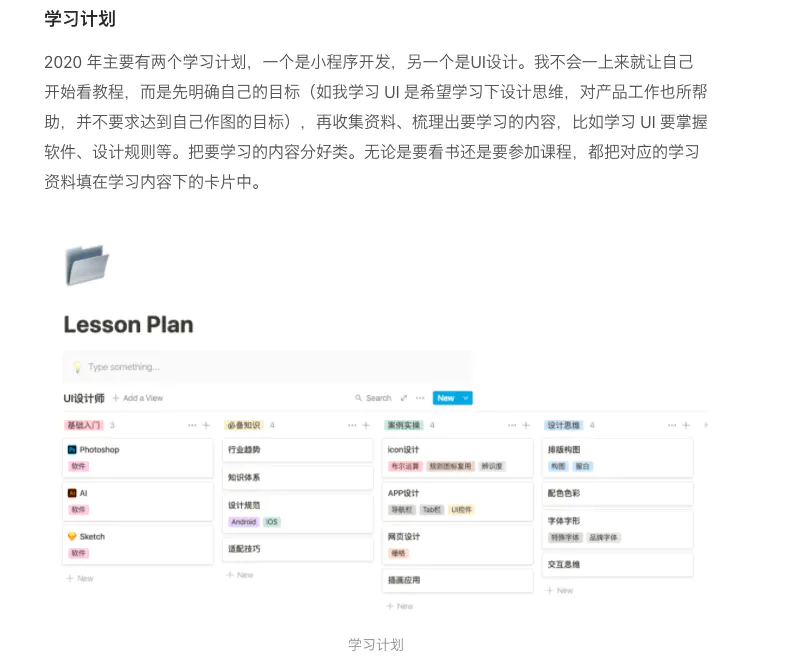 学习计划
2020 年主要有两个学习计划，一个是小程序开发，另一个是UI设计。我不会一上来就让自己
开始看教程，而是先明确自己的目标（如我学习 UI 是希望学习下设计思维，对产品工作也所帮
助，并不要求达到自己作图的目标），再收集资料、梳理出要学习的内容，比如学习 UI 要掌握
软件、设计规则等。把要学习的内容分好类。无论是要看书还是要参加课程，都把对应的学习
资料填在学习内容下的卡片中。
Lesson Plan
Type something...
UI设计师 + Add a View Search New
基础入门 3
Ps Photoshop
软件
Ai AI
软件
Sketch
软件
+ New
必备知识 4
行业趋势
知识体系
设计规范
Android iOS
适配技巧
+ New
案例实操 4
icon设计
布尔运算 规则图标套用 辨识度
APP设计
导航栏 Tab栏 UI控件
网页设计
栅格
插画应用
+ New
设计思维 4
排版构图
构图 留白
配色色彩
字体字形
特殊字体 品牌字体
交互思维
+ New
学习计划